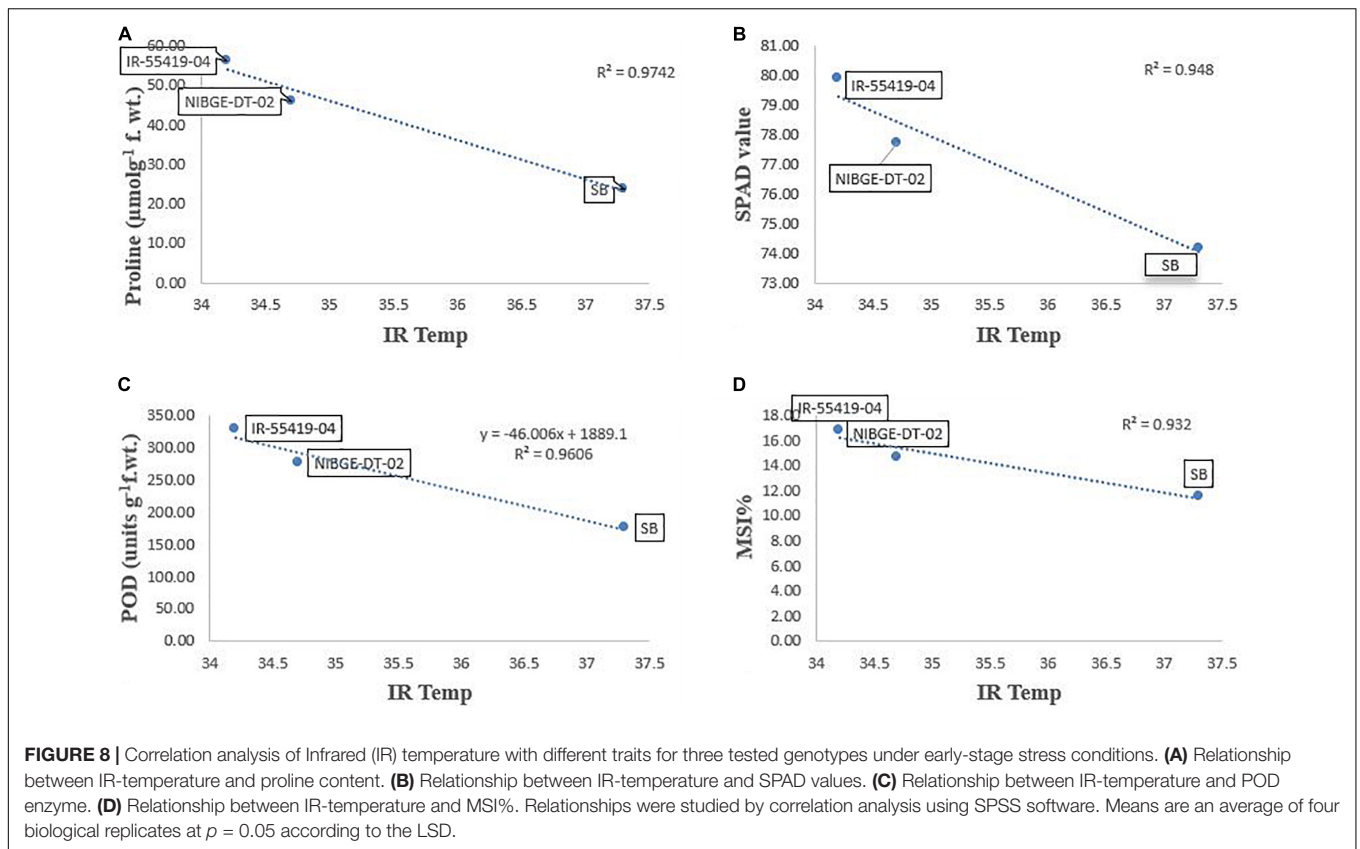 A
60.00
50.00
40.00
30.00
20.00
10.00
0.00
Proline (µmolg⁻¹ f. wt.)
IR-55419-04
NIBGE-DT-02
SB
R² = 0.9742
34 34.5 35 35.5 36 36.5 37 37.5
IR Temp
B
81.00
80.00
79.00
78.00
77.00
76.00
75.00
74.00
73.00
SPAD value
IR-55419-04
NIBGE-DT-02
SB
R² = 0.948
34 34.5 35 35.5 36 36.5 37 37.5
IR Temp
C
350.00
300.00
250.00
200.00
150.00
100.00
50.00
0.00
POD (units g⁻¹f.wt.)
IR-55419-04
NIBGE-DT-02
SB
y = -46.006x + 1889.1
R² = 0.9606
34 34.5 35 35.5 36 36.5 37 37.5
IR Temp
D
18.00
16.00
14.00
12.00
10.00
8.00
6.00
4.00
2.00
0.00
MSI%
IR-55419-04
NIBGE-DT-02
SB
R² = 0.932
34 34.5 35 35.5 36 36.5 37 37.5
IR Temp
FIGURE 8 | Correlation analysis of Infrared (IR) temperature with different traits for three tested genotypes under early-stage stress conditions. (A) Relationship
between IR-temperature and proline content. (B) Relationship between IR-temperature and SPAD values. (C) Relationship between IR-temperature and POD
enzyme. (D) Relationship between IR-temperature and MSI%. Relationships were studied by correlation analysis using SPSS software. Means are an average of four
biological replicates at p = 0.05 according to the LSD.